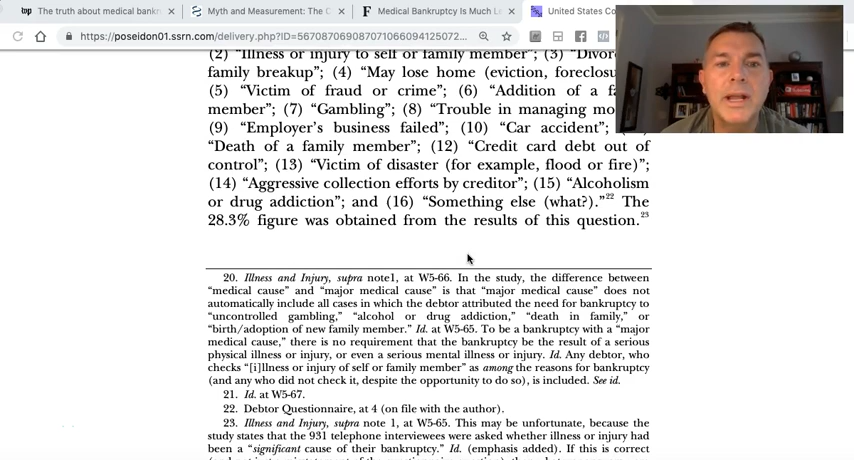 The truth about medical bankr
Myth and Measurement: The C
Medical Bankruptcy Is Much L
United States Co
https://poseidon01.ssrn.com/delivery.php?ID=567087069087071066094125072...
(2) “Illness or injury to self or family member”; (3) “Divor
family breakup”; (4) “May lose home (eviction, foreclosu
(5) “Victim of fraud or crime”; (6) “Addition of a fa
member”; (7) “Gambling”; (8) “Trouble in managing mo
(9) “Employer’s business failed”; (10) “Car accident”;
“Death of a family member”; (12) “Credit card debt out of
control”; (13) “Victim of disaster (for example, flood or fire)”;
(14) “Aggressive collection efforts by creditor”; (15) “Alcoholism
or drug addiction”; and (16) “Something else (what?).”22 The
28.3% figure was obtained from the results of this question.23
20. Illness and Injury, supra note1, at W5-66. In the study, the difference between
“medical cause” and “major medical cause” is that “major medical cause” does not
automatically include all cases in which the debtor attributed the need for bankruptcy to
“uncontrolled gambling,” “alcohol or drug addiction,” “death in family,” or
“birth/adoption of new family member.” Id. at W5-65. To be a bankruptcy with a “major
medical cause,” there is no requirement that the bankruptcy be the result of a serious
physical illness or injury, or even a serious mental illness or injury. Id. Any debtor, who
checks “[i]llness or injury of self or family member” as among the reasons for bankruptcy
(and any who did not check it, despite the opportunity to do so), is included. See id.
21. Id. at W5-67.
22. Debtor Questionnaire, at 4 (on file with the author).
23. Illness and Injury, supra note 1, at W5-65. This may be unfortunate, because the
study states that the 931 telephone interviewees were asked whether illness or injury had
been a “significant cause of their bankruptcy.” Id. (emphasis added). If this is correct